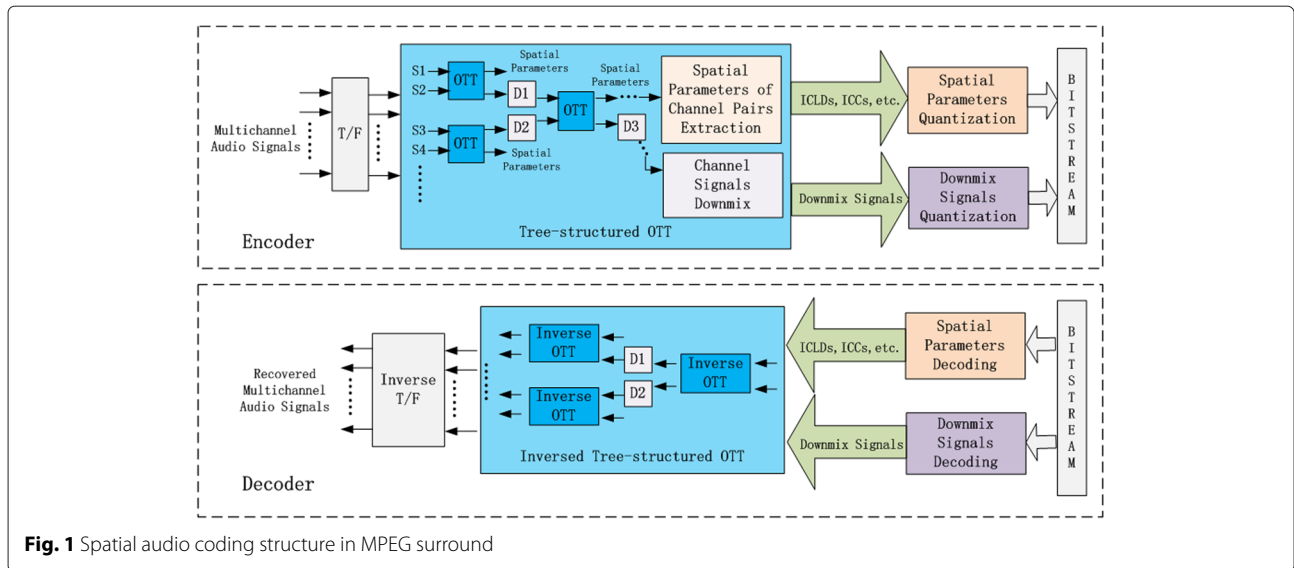 Multichannel
Audio Signals
T/F
S1
S2
S3
S4
OTT
OTT
Spatial
Parameters
D1
D2
Spatial
Parameters
OTT
Spatial
Parameters
D3
Spatial
Parameters of
Channel Pairs
Extraction
Channel
Signals
Downmix
Tree-structured OTT
Encoder
ICLDs, ICCs, etc.
Downmix Signals
Spatial
Parameters
Quantization
Downmix
Signals
Quantization
BITSTREAM
Recovered
Multichannel
Audio Signals
Inverse
T/F
Inverse
OTT
Inverse
OTT
D1
D2
Inverse
OTT
Inversed Tree-structured OTT
Decoder
ICLDs, ICCs, etc.
Downmix Signals
Spatial
Parameters
Decoding
Downmix
Signals
Decoding
BITSTREAM
Fig. 1 Spatial audio coding structure in MPEG surround